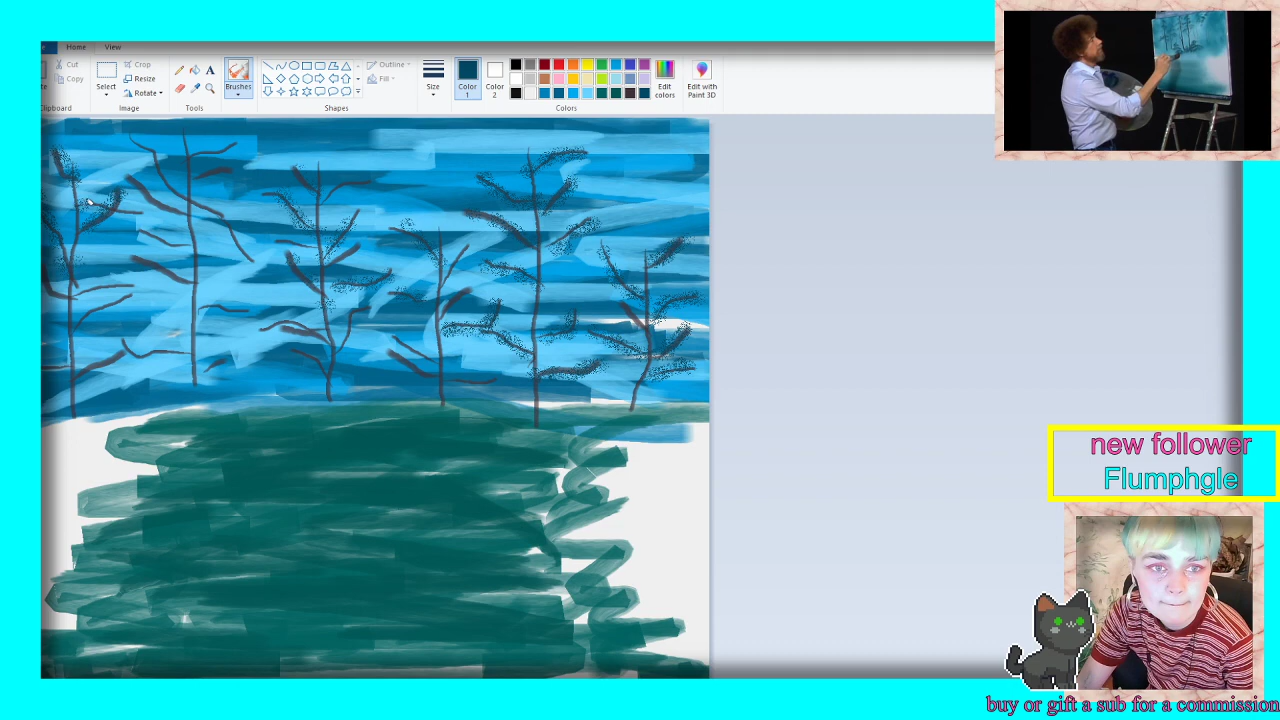 Home View
Cut
Copy
Clipboard
Select
Crop
Resize
Rotate
Image
Tools
Brushes
Outline
Fill
Shapes
Size
Color
1
Color
2
Edit
colors
Edit with
Paint 3D
Colors
new follower
Flumphgle
buy or gift a sub for a commission